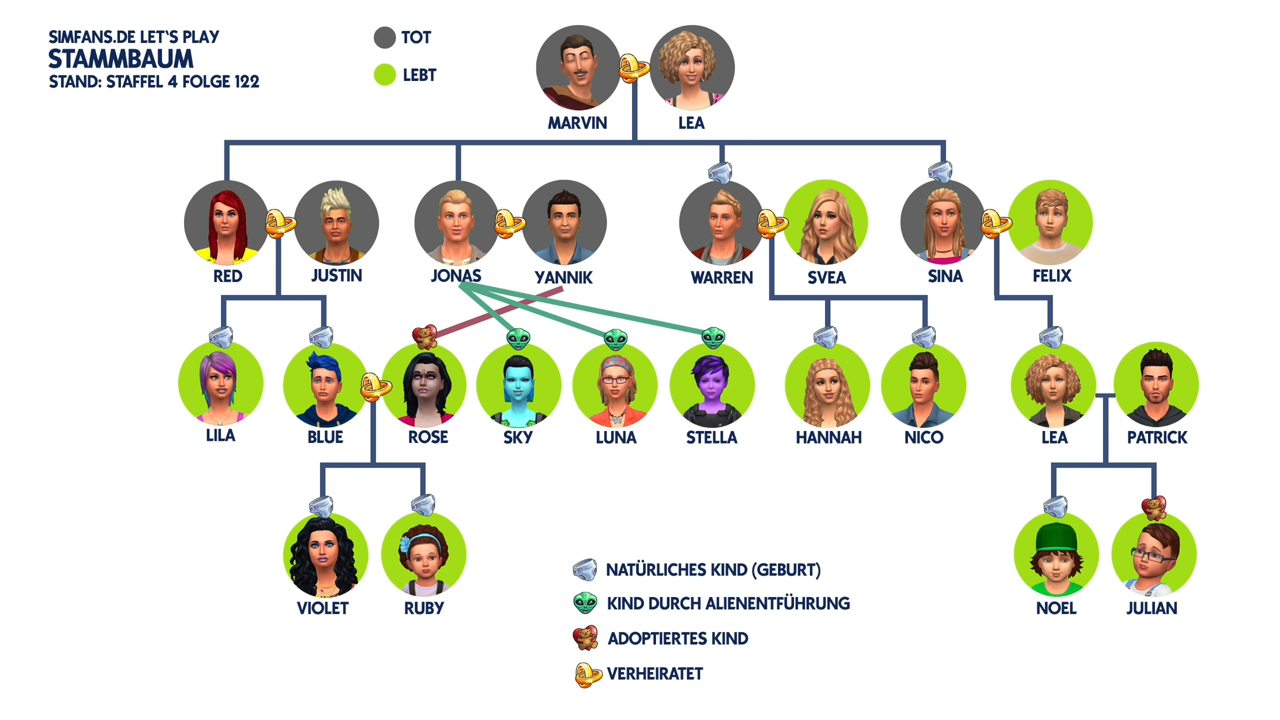 SIMFANS.DE LET'S PLAY
STAMMBAUM
STAND: STAFFEL 4 FOLGE 122
TOT
LEBT
MARVIN
LEA
RED
JUSTIN
JONAS
YANNIK
WARREN
SVEA
SINA
FELIX
LILA
BLUE
ROSE
SKY
LUNA
STELLA
HANNAH
NICO
LEA
PATRICK
VIOLET
RUBY
NOEL
JULIAN
NATÜRLICHES KIND (GEBURT)
KIND DURCH ALIENENTFÜHRUNG
ADOPTIERTES KIND
VERHEIRATET